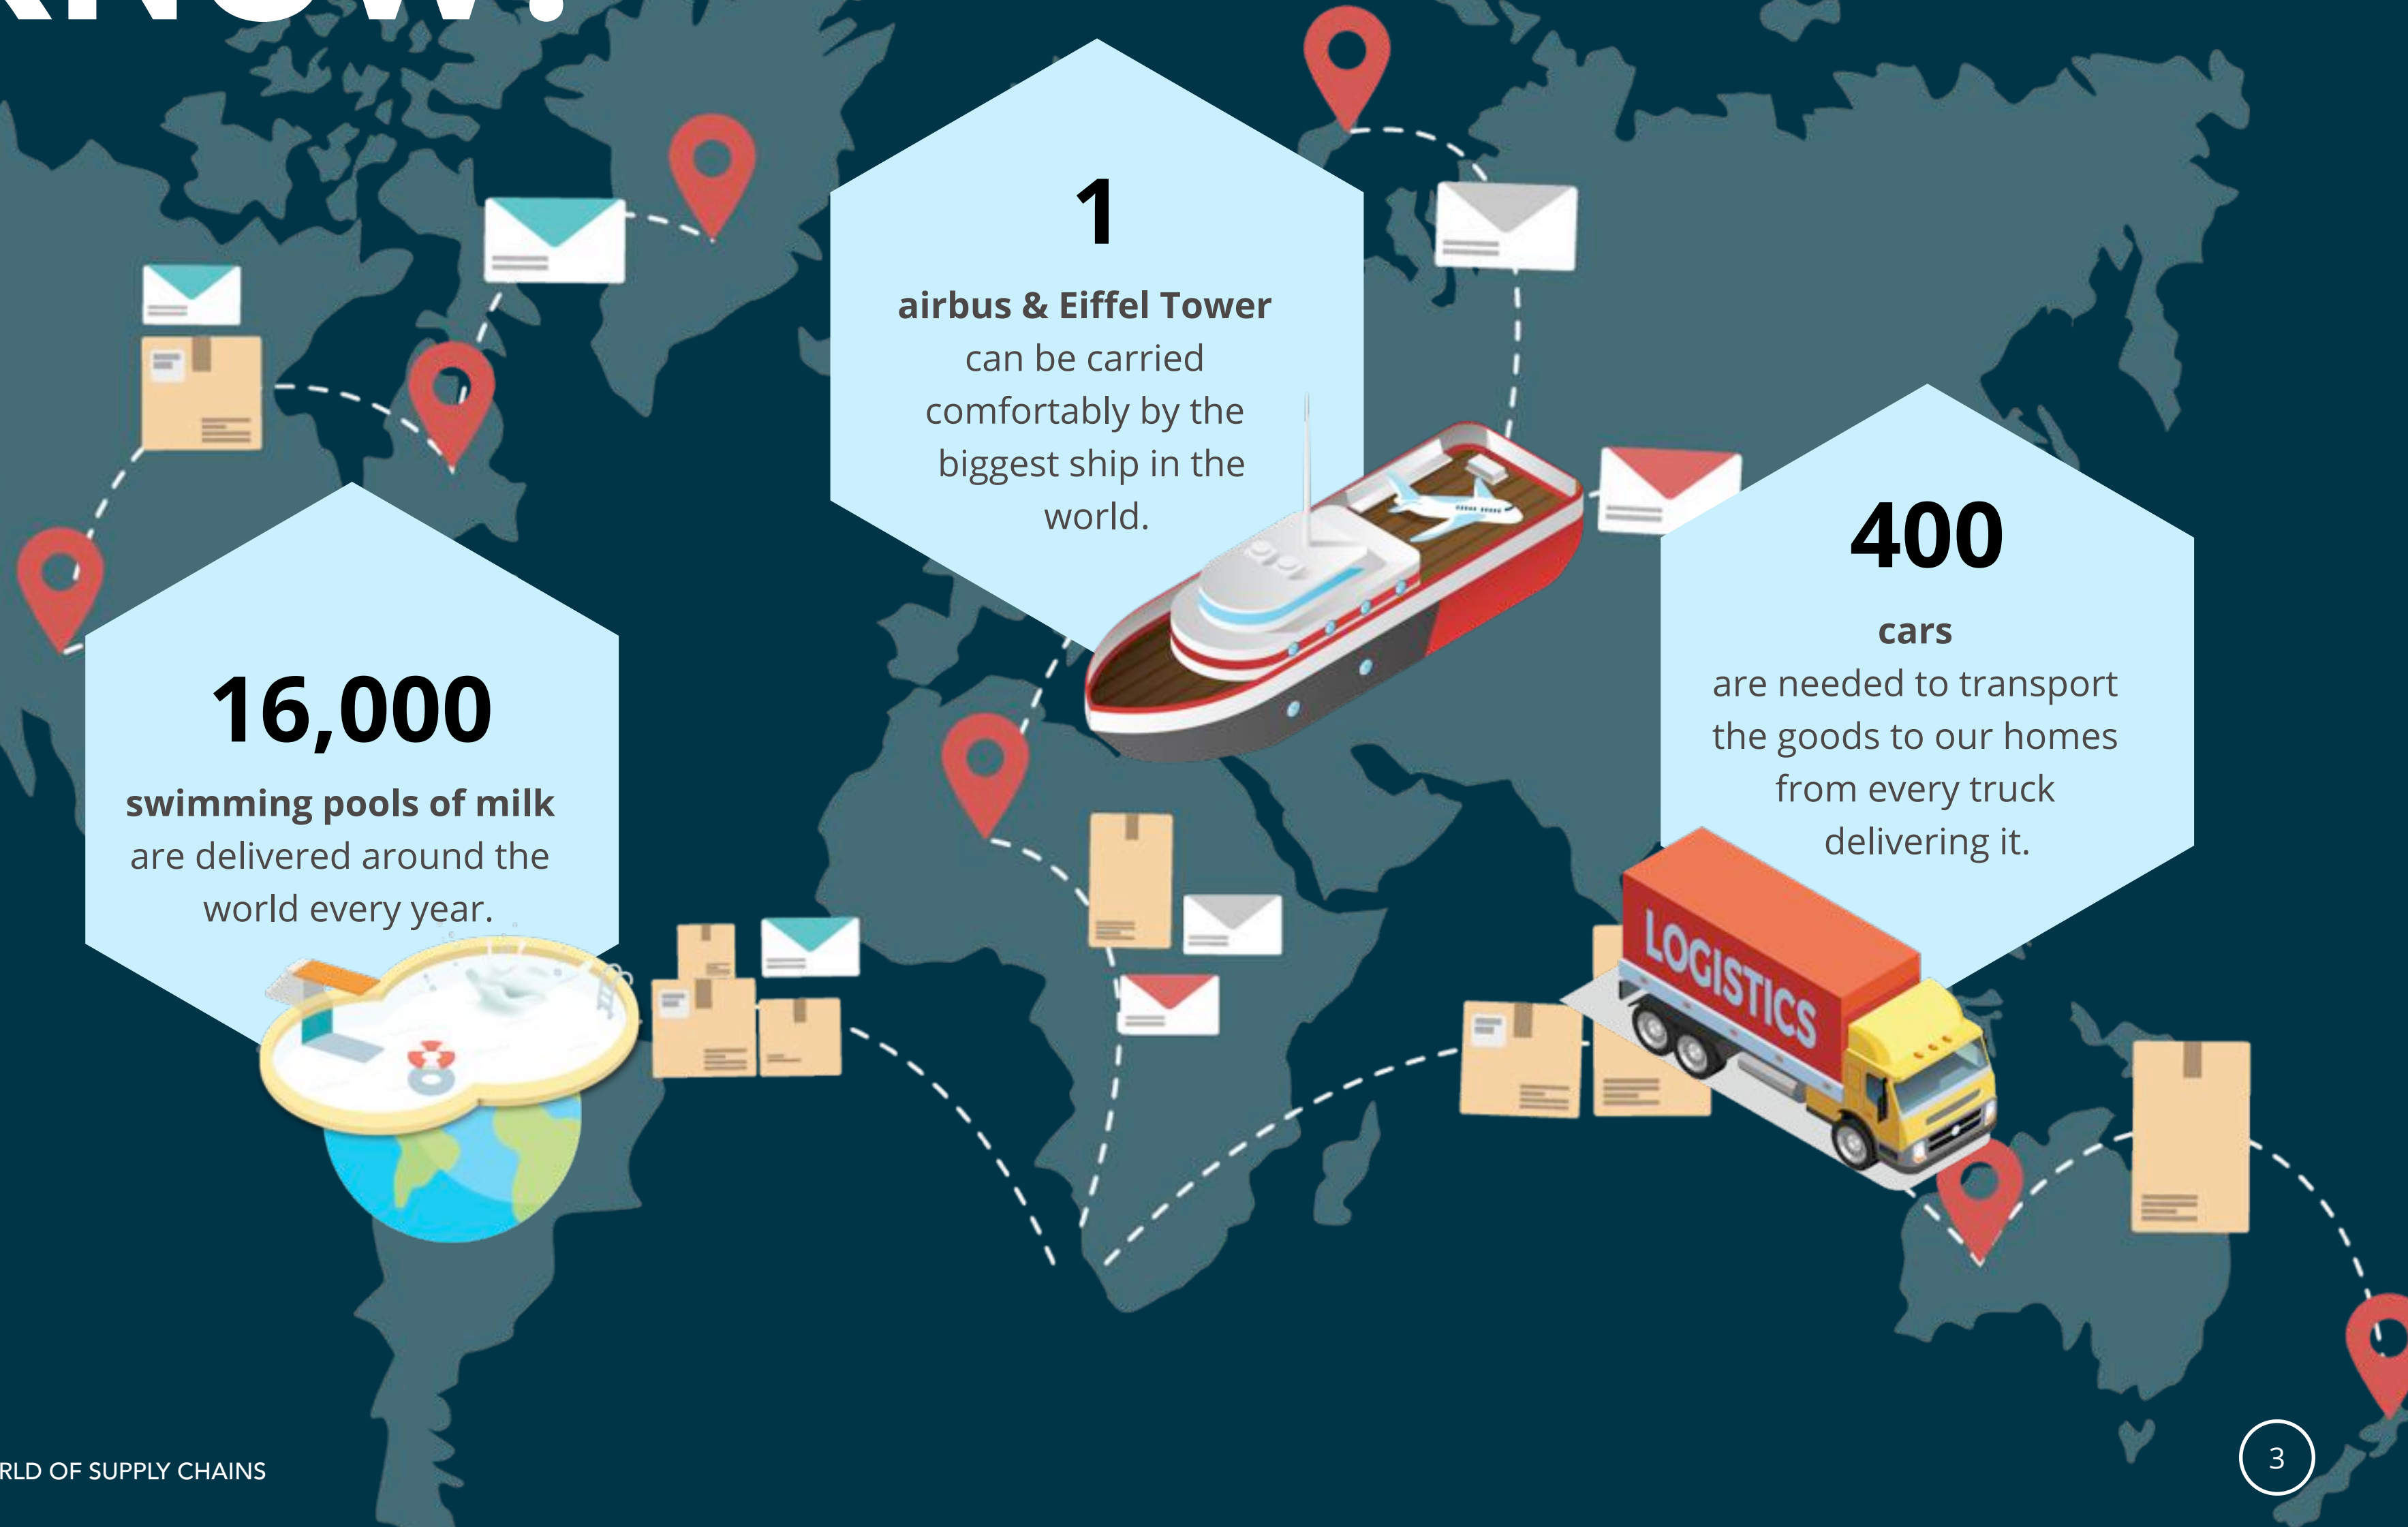 1
airbus & Eiffel Tower
can be carried
comfortably by the
biggest ship in the
world.
400
cars
are needed to transport
the goods to our homes
from every truck
delivering it.
16,000
swimming pools of milk
are delivered around the
world every year.
LOGISTICS
OF SUPPLY CHAINS
3